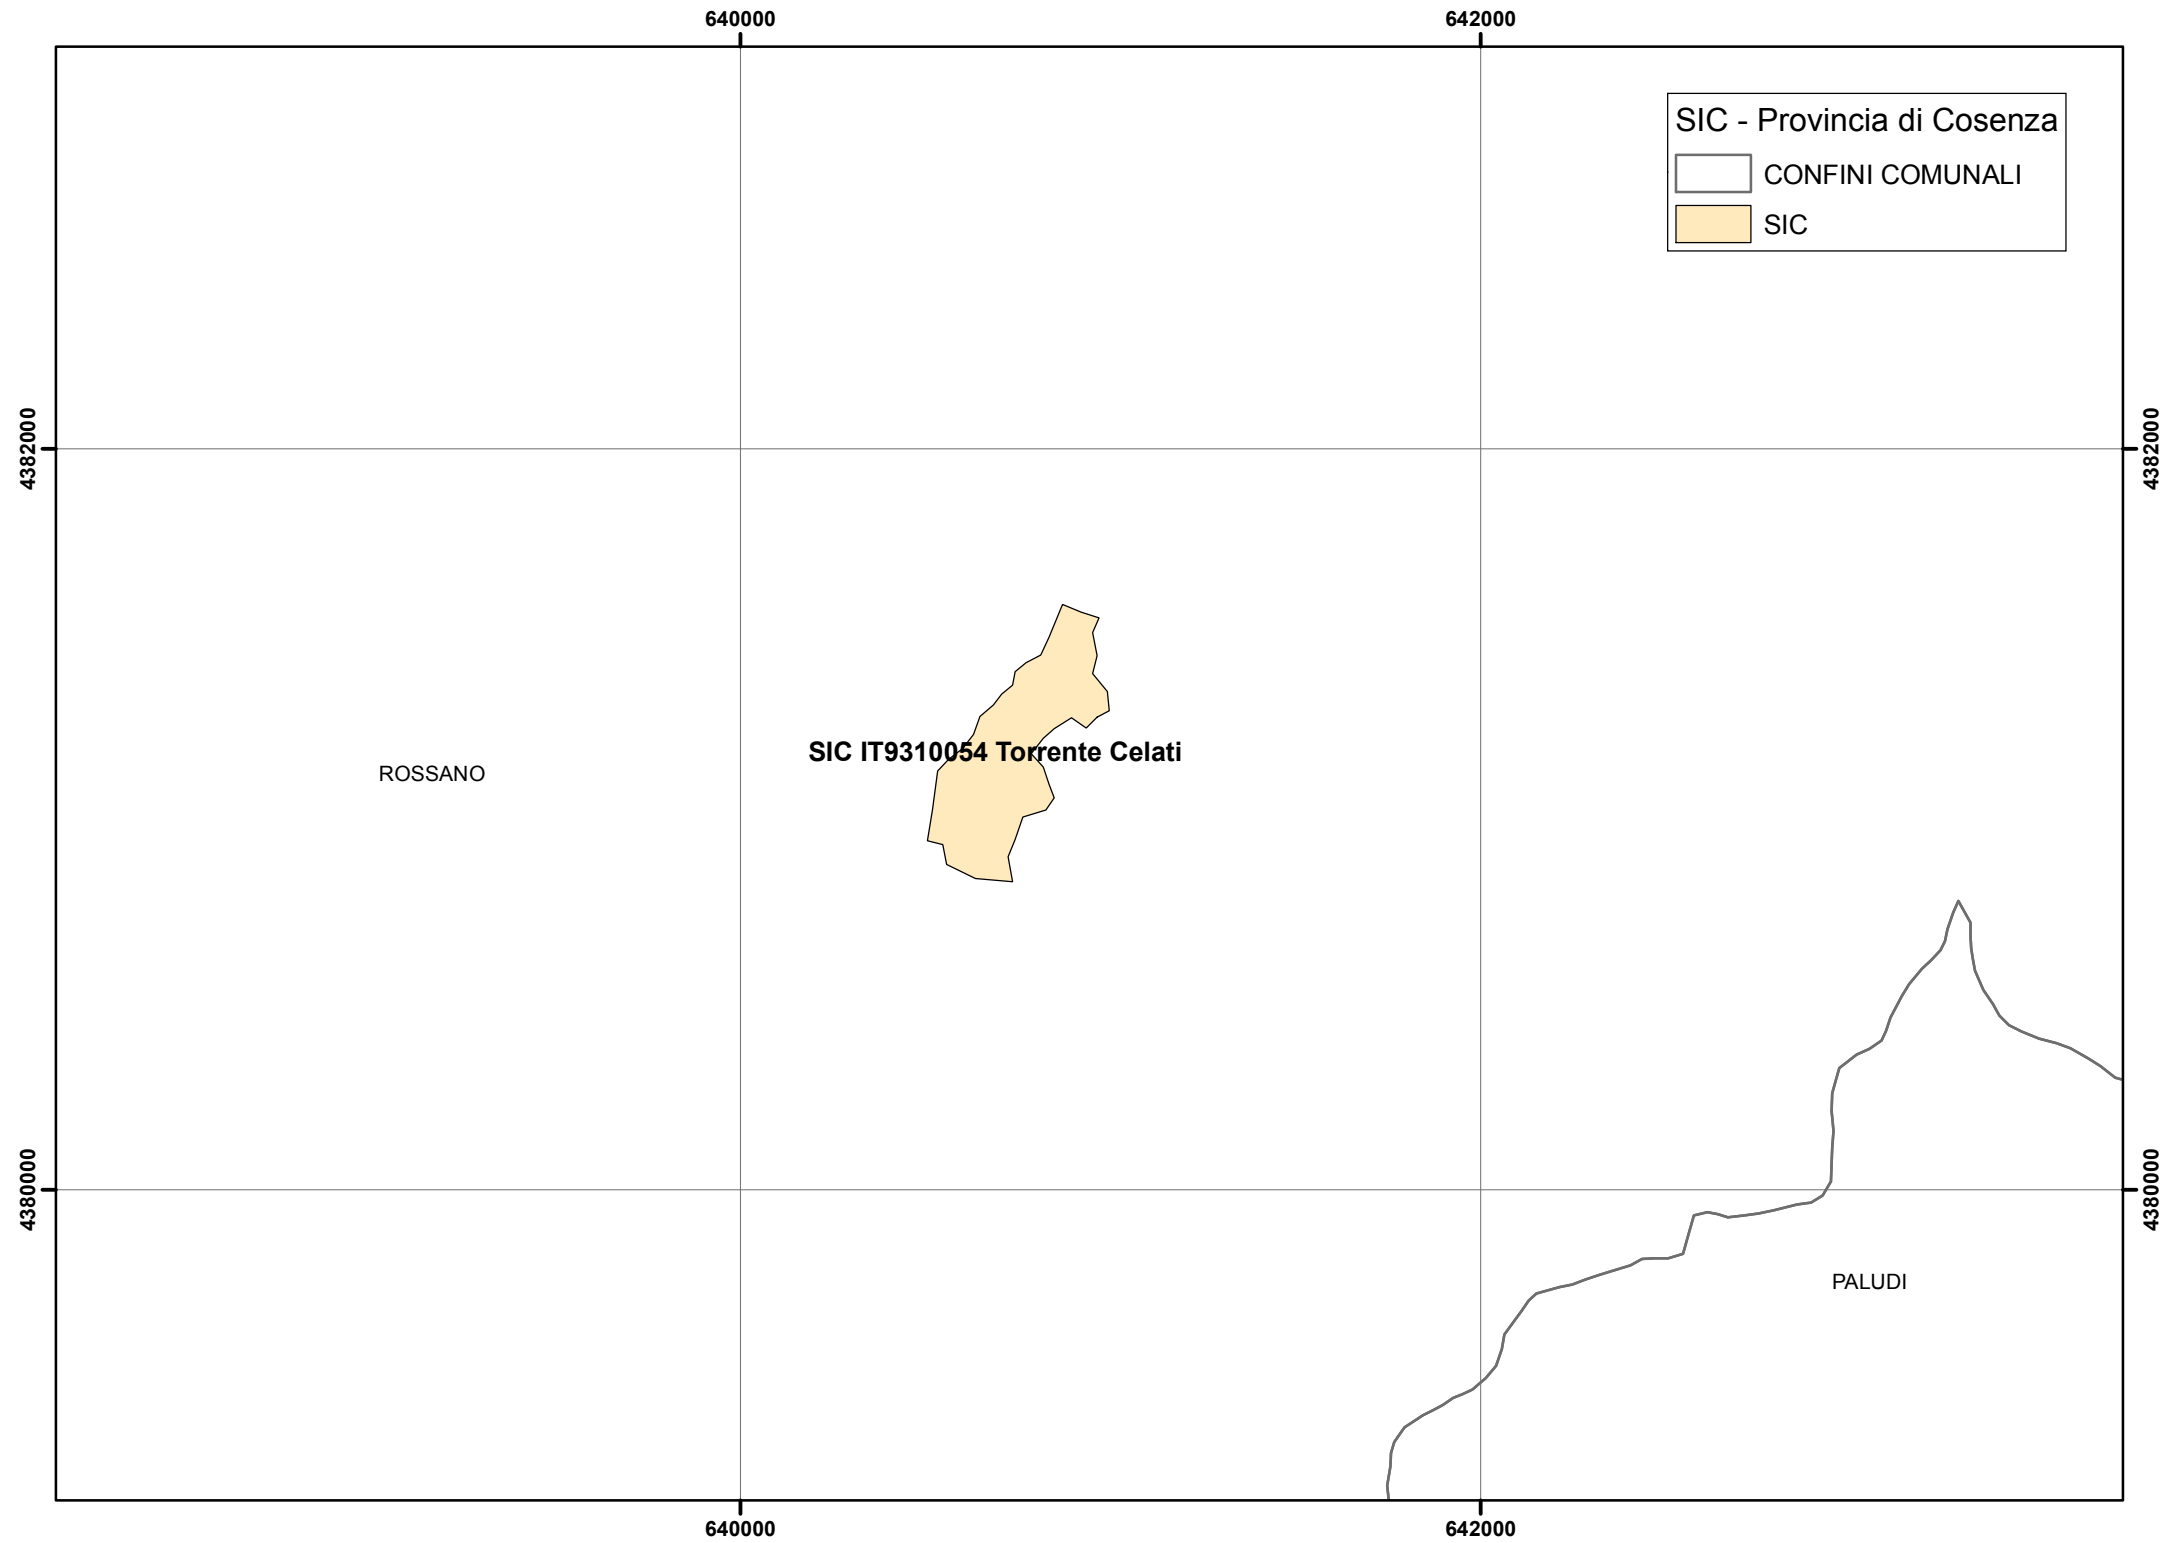 640000
642000
SIC - Provincia di Cosenza
CONFINI COMUNALI
SIC
4382000
4382000
SIC IT9310054 Torrente Celati
ROSSANO
4380000
4380000
PALUDI
640000
642000